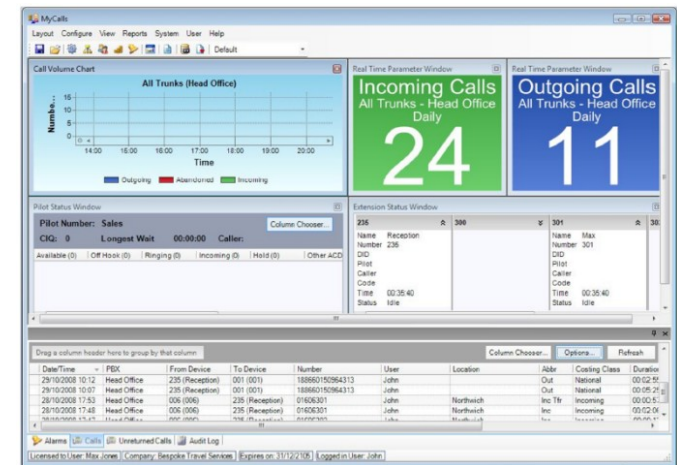 MyCalls
Layout Configure View Reports System User Help
Default
Call Volume Chart
All Trunks (Head Office)
Numbe...
15
10
5
0
14:00 15:00 16:00 17:00 18:00 19:00 20:00
Time
Outgoing Abandoned Incoming
Real Time Parameter Window
Incoming Calls
All Trunks - Head Office
Daily
24
Real Time Parameter Window
Outgoing Calls
All Trunks - Head Office
Daily
11
Pilot Status Window
Pilot Number: Sales
Column Chooser...
CIQ: 0 Longest Wait 00:00:00 Caller:
Available (0) Off Hook (0) Ringing (0) Incoming (0) Hold (0) Other ACD
Extension Status Window
235 300 301
Name Reception
Number 236
DID
Pilot
Caller
Code
Time 00:35:40
Status Idle
Name Max
Number 301
DID
Pilot
Caller
Code
Time 00:35:40
Status Idle
Drag a column header here to group by that column
Column Chooser... Options... Refresh
Date/Time PBX From Device To Device Number User Location Abbr Costing Class Duration
29/10/2008 10:12 Head Office 235 (Reception) 001 (001) 188660150964313 John Out National 00:02:55
29/10/2008 10:07 Head Office 235 (Reception) 001 (001) 188660150964313 John Out National 00:05:25
28/10/2008 17:53 Head Office 006 (006) 235 (Reception) 01606301 John Northwich Inc Tfr Incoming
28/10/2008 17:48 Head Office 006 (006) 235 (Reception) 01606301 John Northwich Inc Incoming
Alarms Calls Unreturned Calls Audit Log
Licensed to User: Max Jones Company: Bespoke Travel Services Expires on: 31/12/2105 Logged in User: John